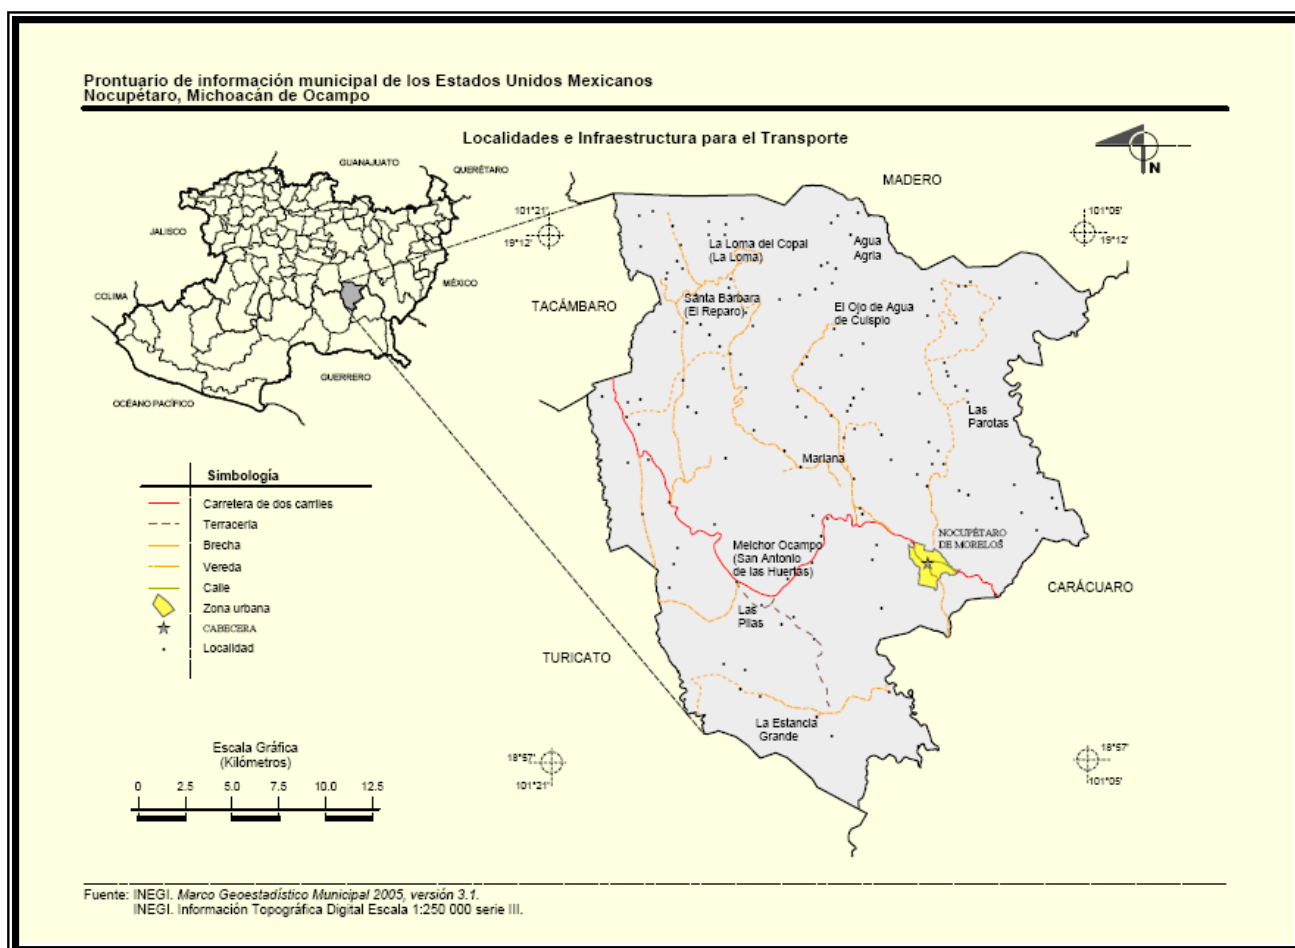 Prontuario de información municipal de los Estados Unidos Mexicanos
Nocupétaro, Michoacán de Ocampo
Localidades e Infraestructura para el Transporte
N
GUANAJUATO
QUERÉTARO
JALISCO
COLIMA
MÉXICO
GUERRERO
OCÉANO PACÍFICO
MADERO
101°21'
19°12'
101°05'
19°12'
La Loma del Copal
(La Loma)
Agua
Agria
TACÁMBARO
Santa Bárbara
(El Reparo)
El Ojo de Agua
de Cuispio
Las
Parotas
Mariana
NOCUPÉTARO
DE MORELOS
Melchor Ocampo
(San Antonio
de las Huertas)
CARÁCUARO
Las
Pilas
TURICATO
La Estancia
Grande
18°57'
101°21'
18°57'
101°05'
Simbología
Carretera de dos carriles
Terracería
Brecha
Vereda
Calle
Zona urbana
CABECERA
Localidad
Escala Gráfica
(Kilómetros)
0 2.5 5.0 7.5 10.0 12.5
Fuente: INEGI. Marco Geoestadístico Municipal 2005, versión 3.1.
INEGI. Información Topográfica Digital Escala 1:250 000 serie III.